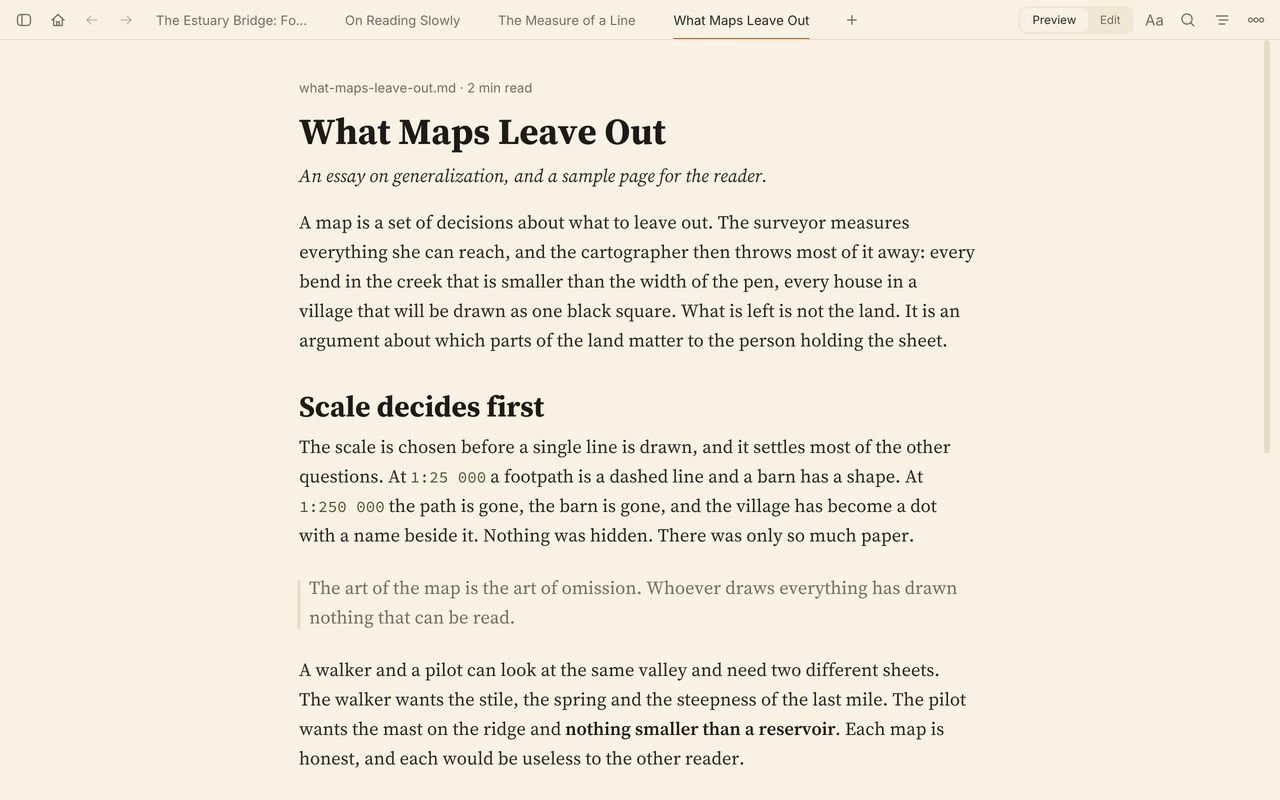 The Estuary Bridge: Fo...
On Reading Slowly
The Measure of a Line
What Maps Leave Out
Preview
Edit
Aa
what-maps-leave-out.md · 2 min read
What Maps Leave Out
An essay on generalization, and a sample page for the reader.
A map is a set of decisions about what to leave out. The surveyor measures
everything she can reach, and the cartographer then throws most of it away: every
bend in the creek that is smaller than the width of the pen, every house in a
village that will be drawn as one black square. What is left is not the land. It is an
argument about which parts of the land matter to the person holding the sheet.
Scale decides first
The scale is chosen before a single line is drawn, and it settles most of the other
questions. At 1:25 000 a footpath is a dashed line and a barn has a shape. At
1:250 000 the path is gone, the barn is gone, and the village has become a dot
with a name beside it. Nothing was hidden. There was only so much paper.
The art of the map is the art of omission. Whoever draws everything has drawn
nothing that can be read.
A walker and a pilot can look at the same valley and need two different sheets.
The walker wants the stile, the spring and the steepness of the last mile. The pilot
wants the mast on the ridge and nothing smaller than a reservoir. Each map is
honest, and each would be useless to the other reader.